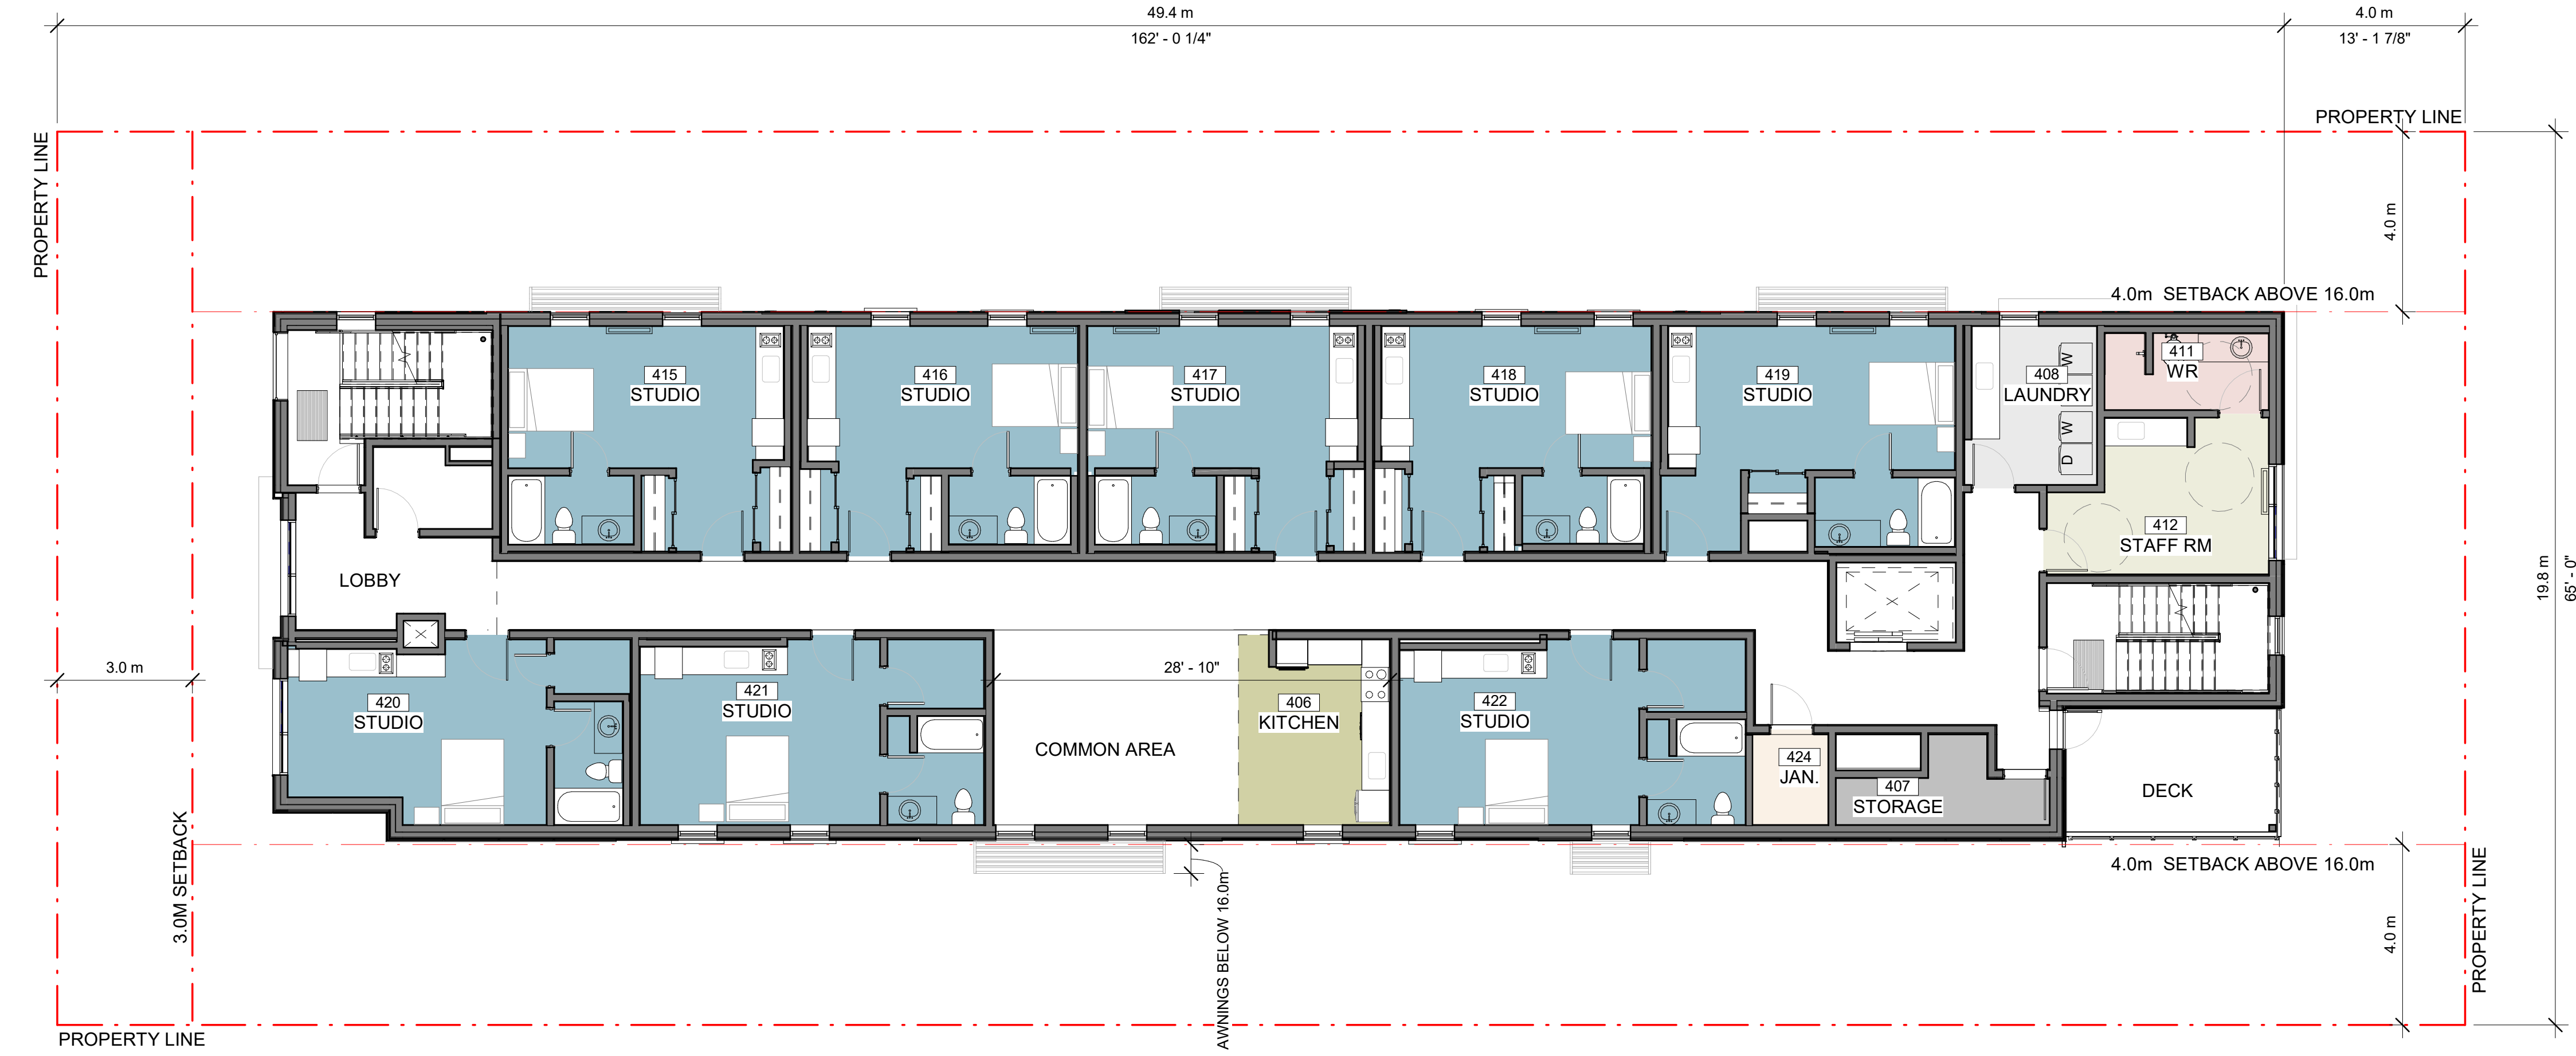 49.4 m
162' - 0 1/4"
4.0 m
13' - 1 7/8"
PROPERTY LINE
PROPERTY LINE
4.0 m
4.0m SETBACK ABOVE 16.0m
415
STUDIO
416
STUDIO
417
STUDIO
418
STUDIO
419
STUDIO
408
LAUNDRY
W
W
D
411
WR
412
STAFF RM
LOBBY
19.8 m
65' - 0"
3.0 m
28' - 10"
420
STUDIO
421
STUDIO
COMMON AREA
406
KITCHEN
422
STUDIO
424
JAN.
407
STORAGE
DECK
3.0M SETBACK
AWNINGS BELOW 16.0m
4.0m SETBACK ABOVE 16.0m
4.0 m
PROPERTY LINE
PROPERTY LINE